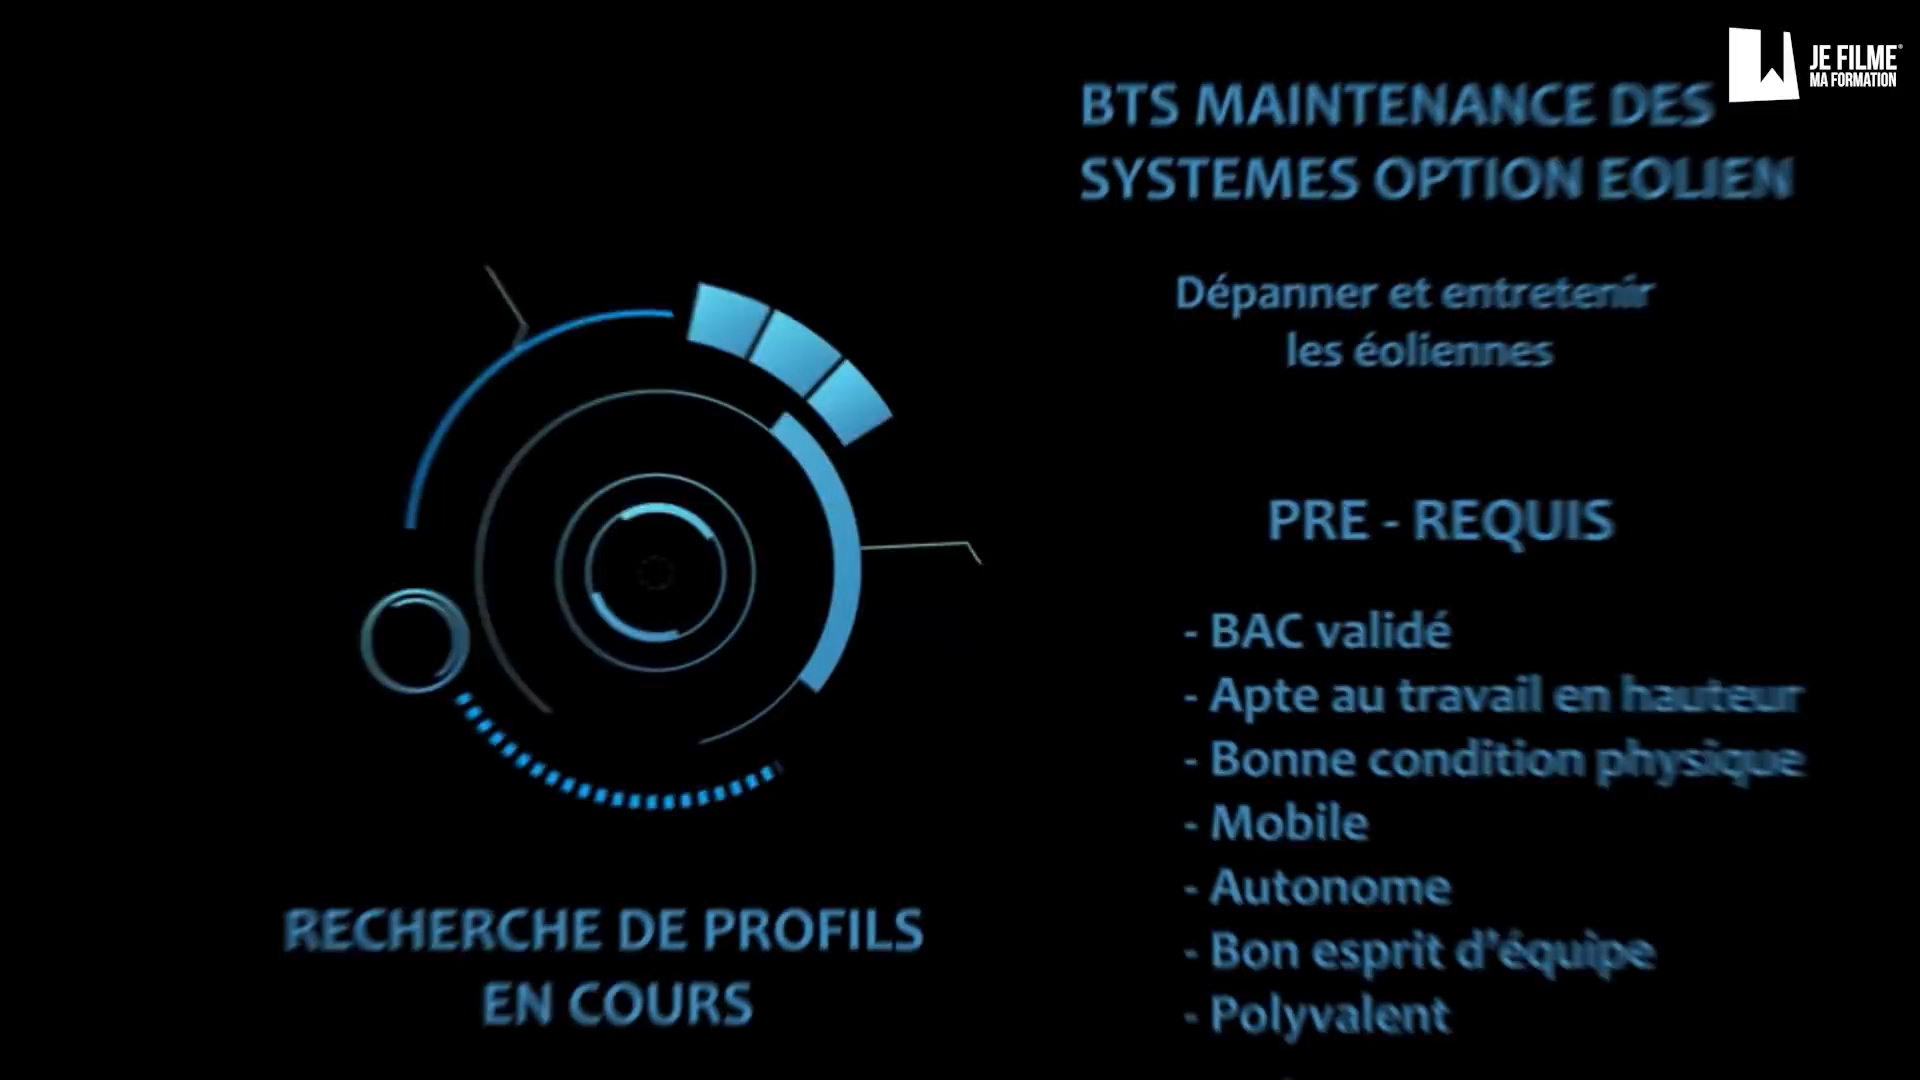 JE FILME
MA FORMATION
BTS MAINTENANCE DES
SYSTEMES OPTION EOLIEN
Dépanner et entretenir
les éoliennes
PRE - REQUIS
- BAC validé
- Apte au travail en hauteur
- Bonne condition physique
- Mobile
- Autonome
- Bon esprit d'équipe
- Polyvalent
RECHERCHE DE PROFILS
EN COURS